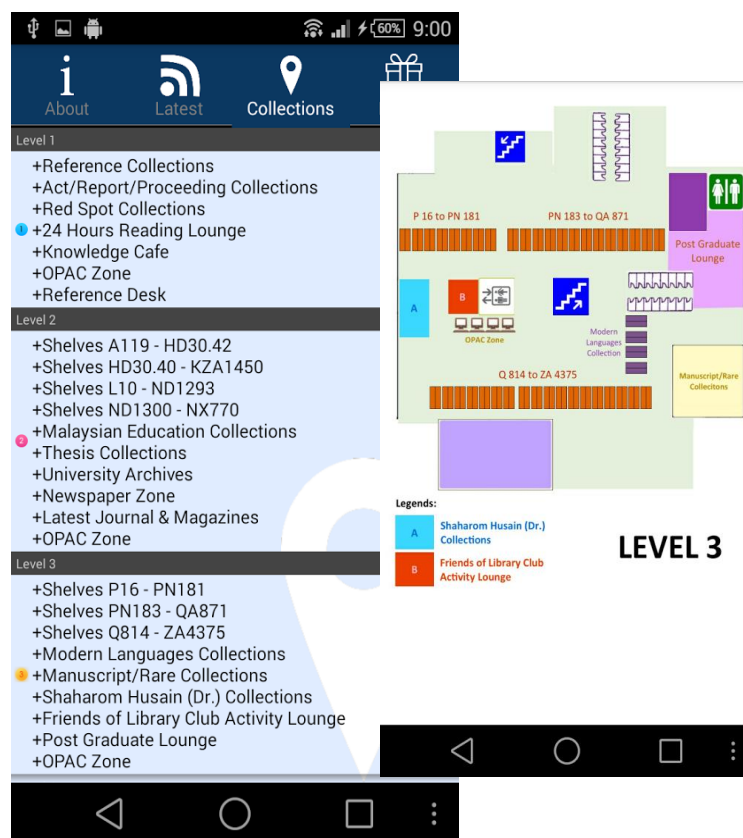 60% 9:00
About
Latest
Collections
Level 1
+Reference Collections
+Act/Report/Proceeding Collections
+Red Spot Collections
1 +24 Hours Reading Lounge
+Knowledge Cafe
+OPAC Zone
+Reference Desk
Level 2
+Shelves A119 - HD30.42
+Shelves HD30.40 - KZA1450
+Shelves L10 - ND1293
+Shelves ND1300 - NX770
2 +Malaysian Education Collections
+Thesis Collections
+University Archives
+Newspaper Zone
+Latest Journal & Magazines
+OPAC Zone
Level 3
+Shelves P16 - PN181
+Shelves PN183 - QA871
+Shelves Q814 - ZA4375
+Modern Languages Collections
3 +Manuscript/Rare Collections
+Shaharom Husain (Dr.) Collections
+Friends of Library Club Activity Lounge
+Post Graduate Lounge
+OPAC Zone
P 16 to PN 181
PN 183 to QA 871
Post Graduate
Lounge
A
B
OPAC Zone
Modern
Languages
Collection
Q 814 to ZA 4375
Manuscript/Rare
Collecitons
Legends:
A
Shaharom Husain (Dr.)
Collections
B
Friends of Library Club
Activity Lounge
LEVEL 3